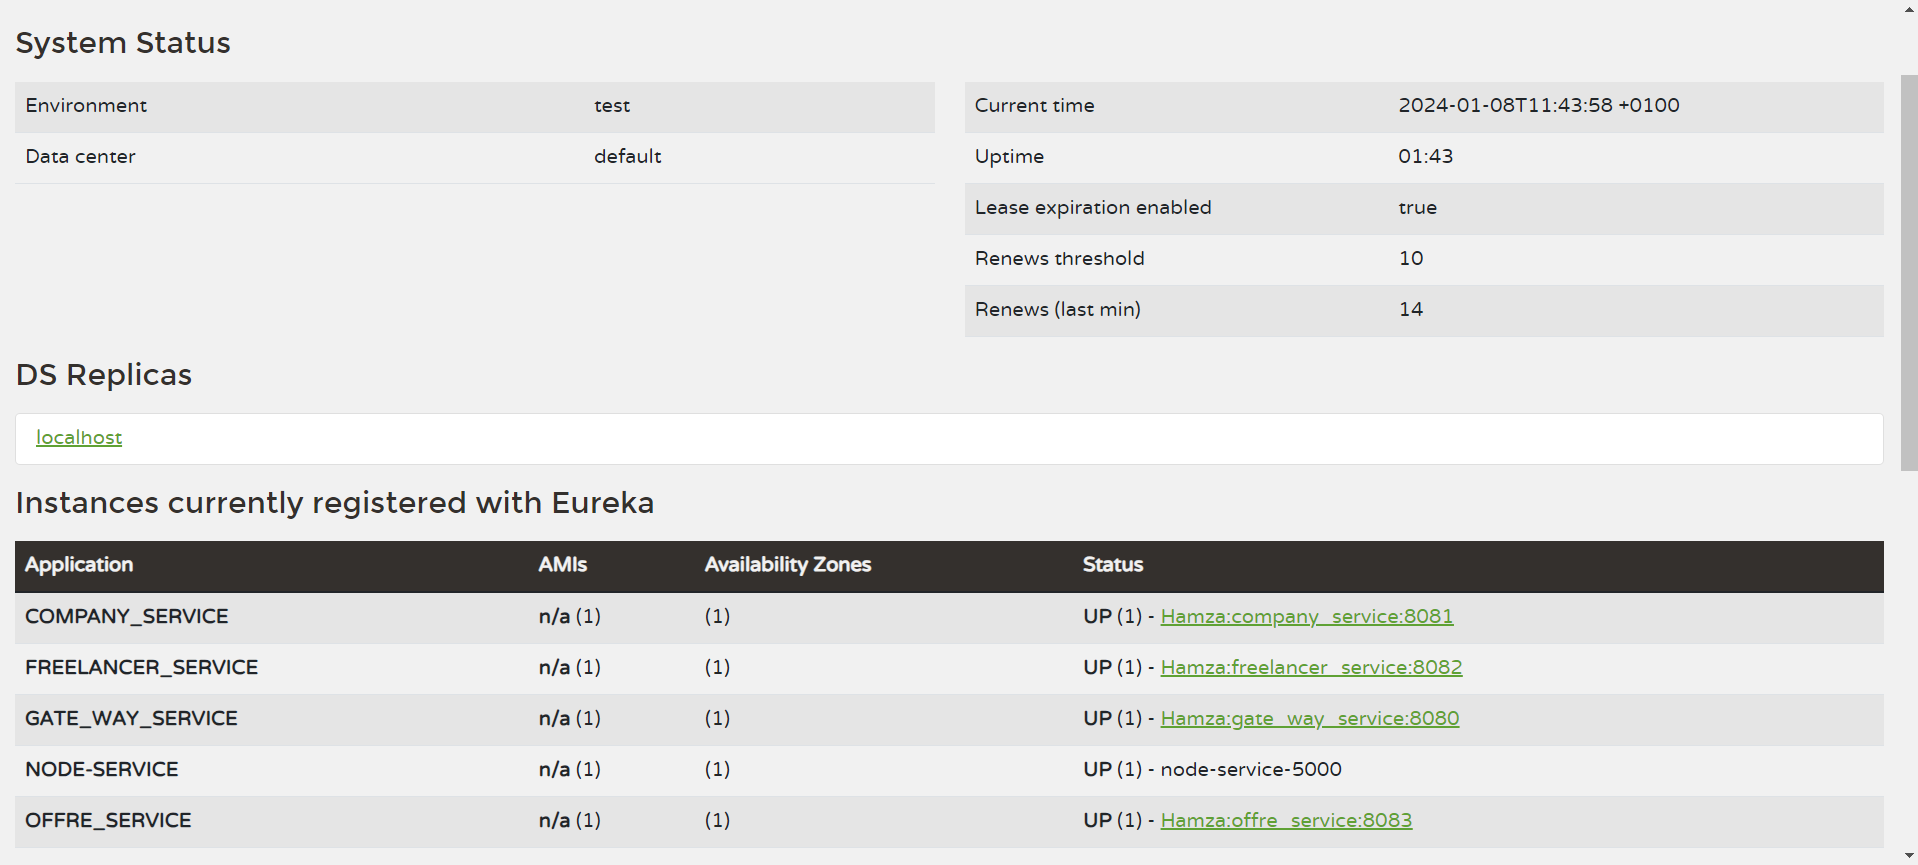 System Status
Environment test
Data center default
Current time 2024-01-08T11:43:58 +0100
Uptime 01:43
Lease expiration enabled true
Renews threshold 10
Renews (last min) 14
DS Replicas
localhost
Instances currently registered with Eureka
Application AMIs Availability Zones Status
COMPANY_SERVICE n/a (1) (1) UP (1) - Hamza:company_service:8081
FREELANCER_SERVICE n/a (1) (1) UP (1) - Hamza:freelancer_service:8082
GATE_WAY_SERVICE n/a (1) (1) UP (1) - Hamza:gate_way_service:8080
NODE-SERVICE n/a (1) (1) UP (1) - node-service-5000
OFFRE_SERVICE n/a (1) (1) UP (1) - Hamza:offre_service:8083